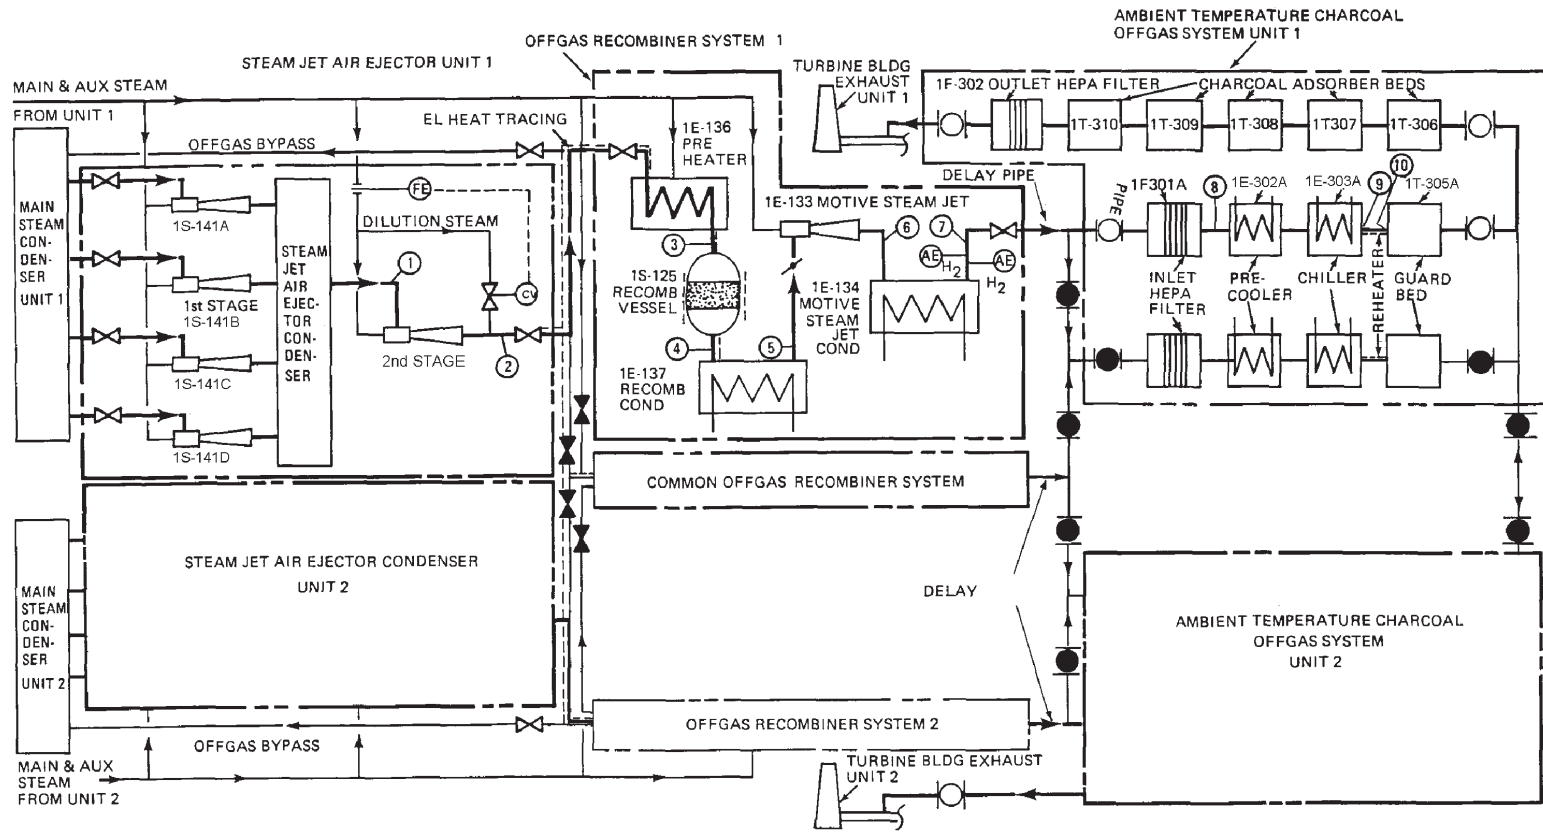 AMBIENT TEMPERATURE CHARCOAL
OFFGAS SYSTEM UNIT 1
OFFGAS RECOMBINER SYSTEM 1
STEAM JET AIR EJECTOR UNIT 1
TURBINE BLDG
EXHAUST
UNIT 1
MAIN & AUX STEAM
FROM UNIT 1
1F-302 OUTLET HEPA FILTER
CHARCOAL ADSORBER BEDS
1T-310
1T-309
1T-308
1T307
1T-306
EL HEAT TRACING
OFFGAS BYPASS
1E-136
PRE
HEATER
DELAY PIPE
MAIN
STEAM
CON-
DEN-
SER
UNIT 1
1S-141A
1st STAGE
1S-141B
1S-141C
1S-141D
STEAM
JET
AIR
EJEC-
TOR
CON-
DEN-
SER
FE
DILUTION STEAM
1
CV
2nd STAGE
2
3
1S-125
RECOMB
VESSEL
4
1E-137
RECOMB
COND
5
1E-133 MOTIVE STEAM JET
6
7
AE
H2
AE
H2
1E-134
MOTIVE
STEAM
JET
COND
PIPE
1F301A
8
1E-302A
1E-303A
9
10
1T-305A
INLET
HEPA
FILTER
PRE-
COOLER
CHILLER
REHEATER
GUARD
BED
COMMON OFFGAS RECOMBINER SYSTEM
STEAM JET AIR EJECTOR CONDENSER
UNIT 2
MAIN
STEAM
CON-
DEN-
SER
UNIT 2
DELAY
AMBIENT TEMPERATURE CHARCOAL
OFFGAS SYSTEM
UNIT 2
OFFGAS RECOMBINER SYSTEM 2
OFFGAS BYPASS
MAIN & AUX
STEAM
FROM UNIT 2
TURBINE BLDG EXHAUST
UNIT 2